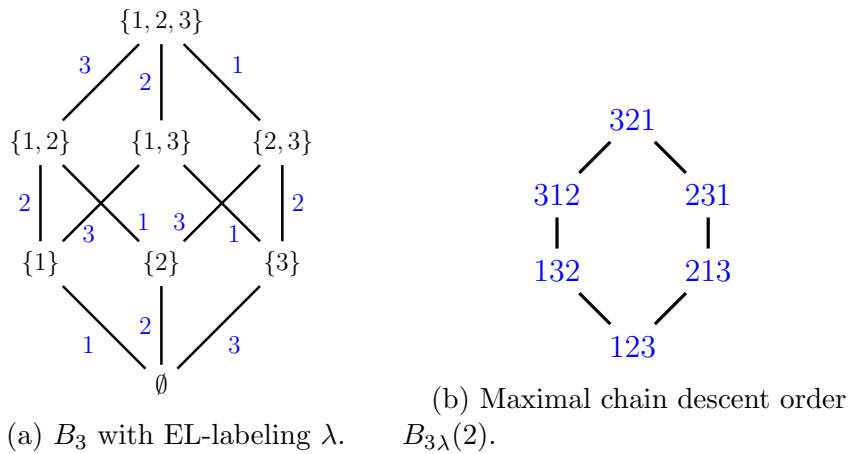 {1, 2, 3}
3 2 1
{1, 2} {1, 3} {2, 3}
2 3 1 3 1 2
{1} {2} {3}
1 2 3
∅
(a) B₃ with EL-labeling λ.
321
312 231
132 213
123
(b) Maximal chain descent order
B₃λ(2).